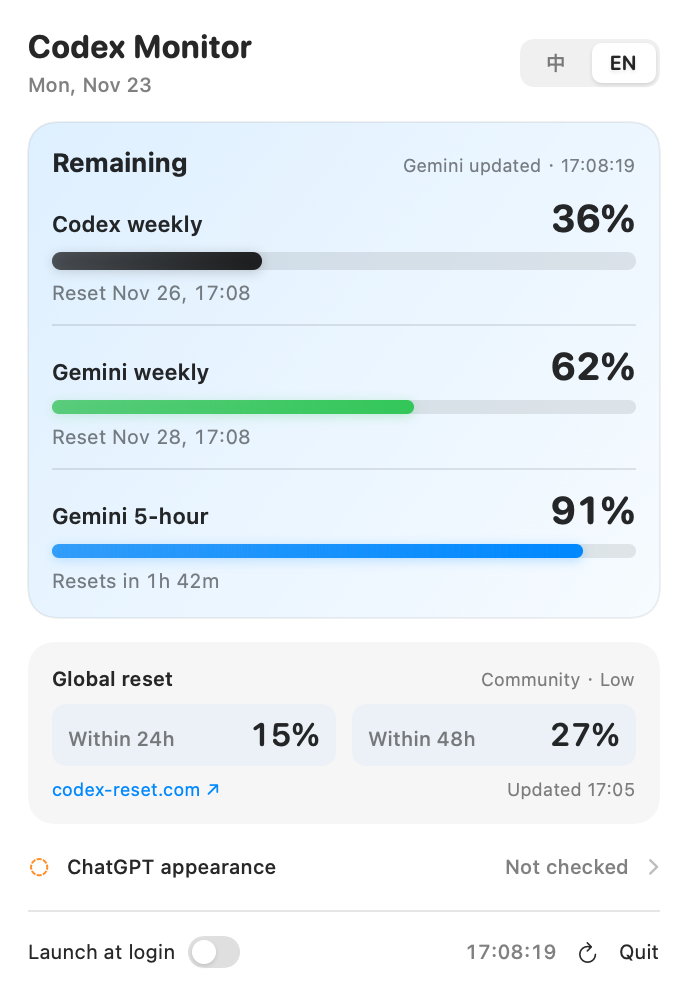 Codex Monitor
Mon, Nov 23
中 EN
Remaining
Gemini updated · 17:08:19
Codex weekly
36%
Reset Nov 26, 17:08
Gemini weekly
62%
Reset Nov 28, 17:08
Gemini 5-hour
91%
Resets in 1h 42m
Global reset
Community · Low
Within 24h
15%
Within 48h
27%
codex-reset.com ↗
Updated 17:05
ChatGPT appearance
Not checked
Launch at login
17:08:19
Quit